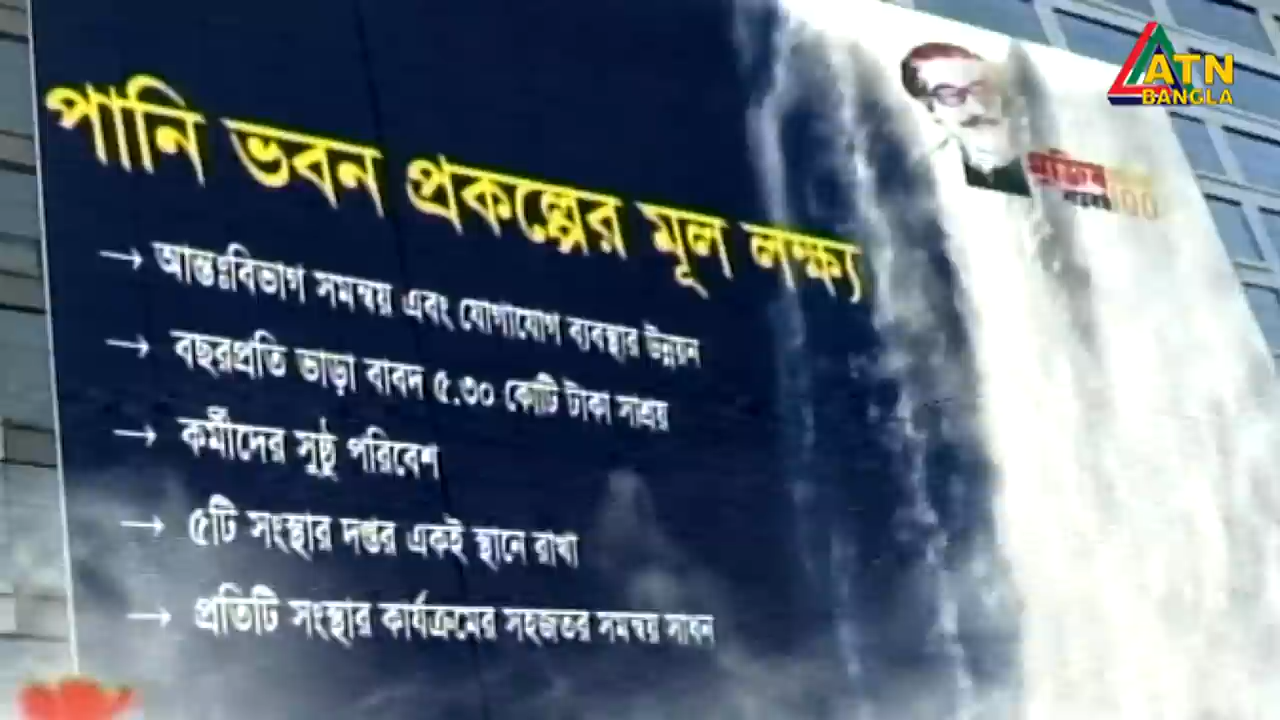 ATN
BANGLA
মুজিব
100
পানি ভবন প্রকল্পের মূল লক্ষ্য
→ আন্তঃবিভাগ সমন্বয় এবং যোগাযোগ ব্যবস্থার উন্নয়ন
→ বছরপ্রতি ভাড়া বাবদ ৫.৩০ কোটি টাকা সাশ্রয়
→ কর্মীদের সুষ্ঠু পরিবেশ
→ ৫টি সংস্থার দপ্তর একই স্থানে রাখা
→ প্রতিটি সংস্থার কার্যক্রমের সহজতর সমন্বয় সাধন